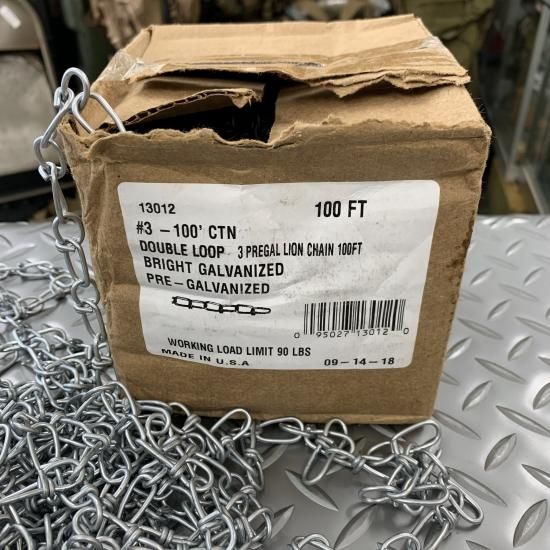 13012 100 FT
#3 - 100' CTN
DOUBLE LOOP 3 PREGAL LION CHAIN 100FT
BRIGHT GALVANIZED
PRE - GALVANIZED
0 95027 13012 0
WORKING LOAD LIMIT 90 LBS
MADE IN U.S.A 09-14-18